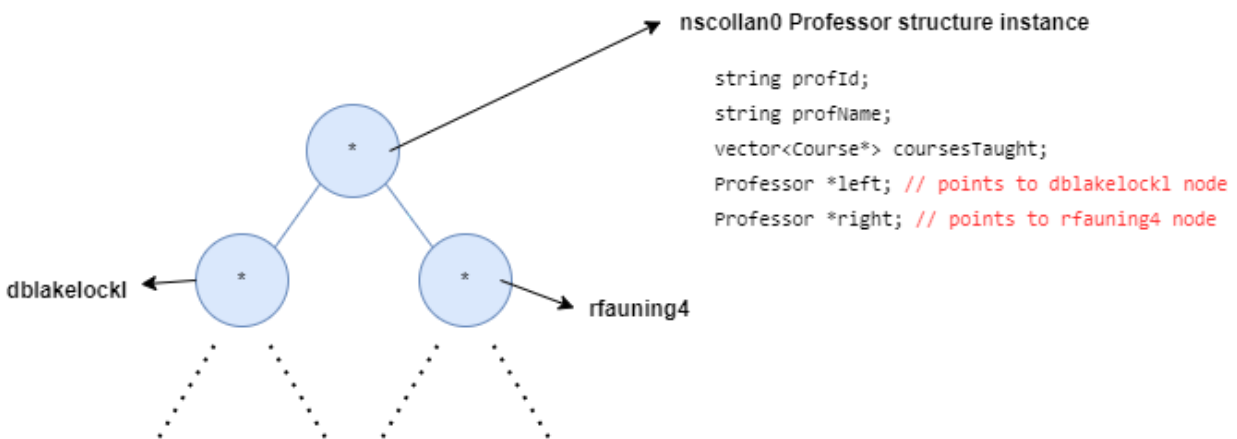 nscollan0 Professor structure instance
string profId;
string profName;
vector<Course*> coursesTaught;
Professor *left; // points to dblakelockl node
Professor *right; // points to rfauning4 node
*
*
*
dblakelockl
rfauning4